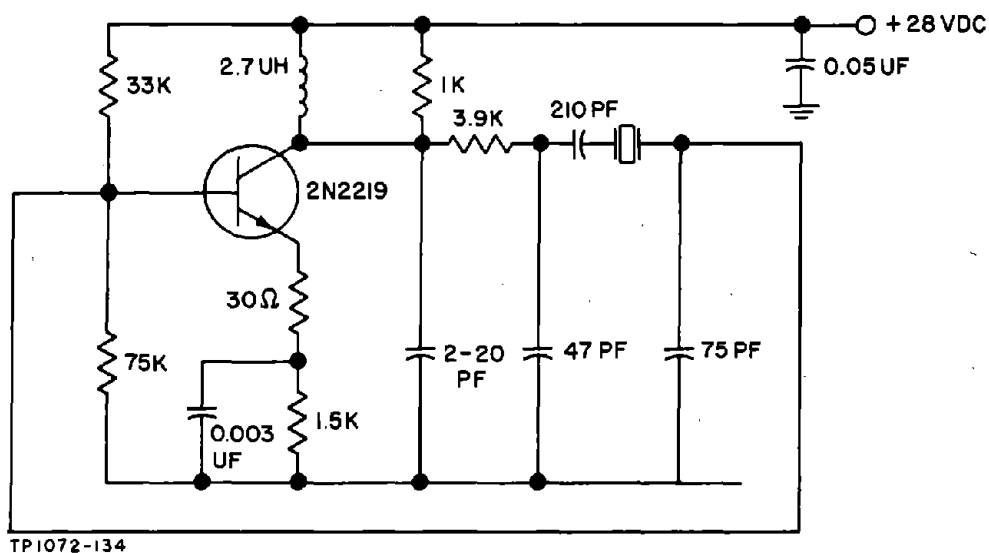 + 28 VDC
33K
2.7 UH
1K
0.05 UF
3.9K
210 PF
2N2219
30Ω
75K
2-20
PF
47 PF
75 PF
1.5K
0.003
UF
TP1072-134